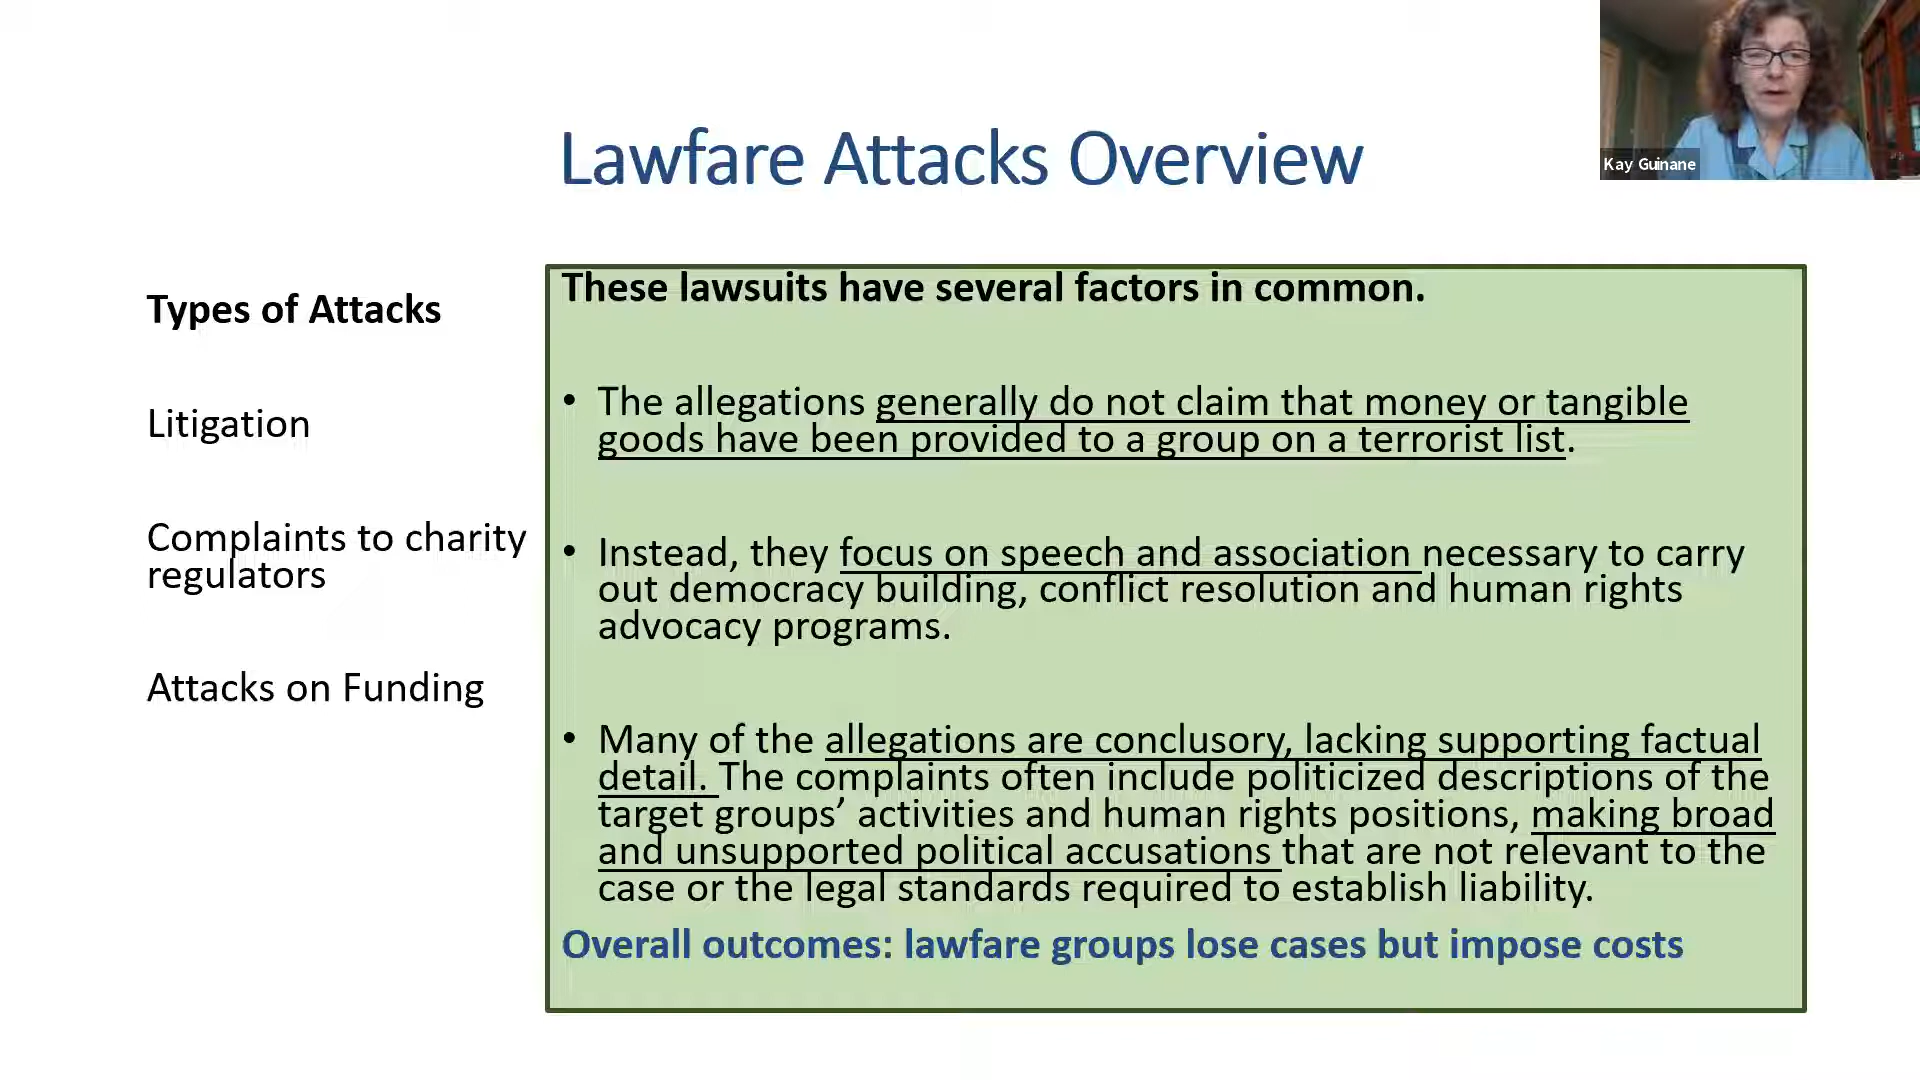 Kay Guinane
Lawfare Attacks Overview
Types of Attacks
Litigation
Complaints to charity
regulators
Attacks on Funding
These lawsuits have several factors in common.
• The allegations generally do not claim that money or tangible
goods have been provided to a group on a terrorist list.
• Instead, they focus on speech and association necessary to carry
out democracy building, conflict resolution and human rights
advocacy programs.
• Many of the allegations are conclusory, lacking supporting factual
detail. The complaints often include politicized descriptions of the
target groups’ activities and human rights positions, making broad
and unsupported political accusations that are not relevant to the
case or the legal standards required to establish liability.
Overall outcomes: lawfare groups lose cases but impose costs